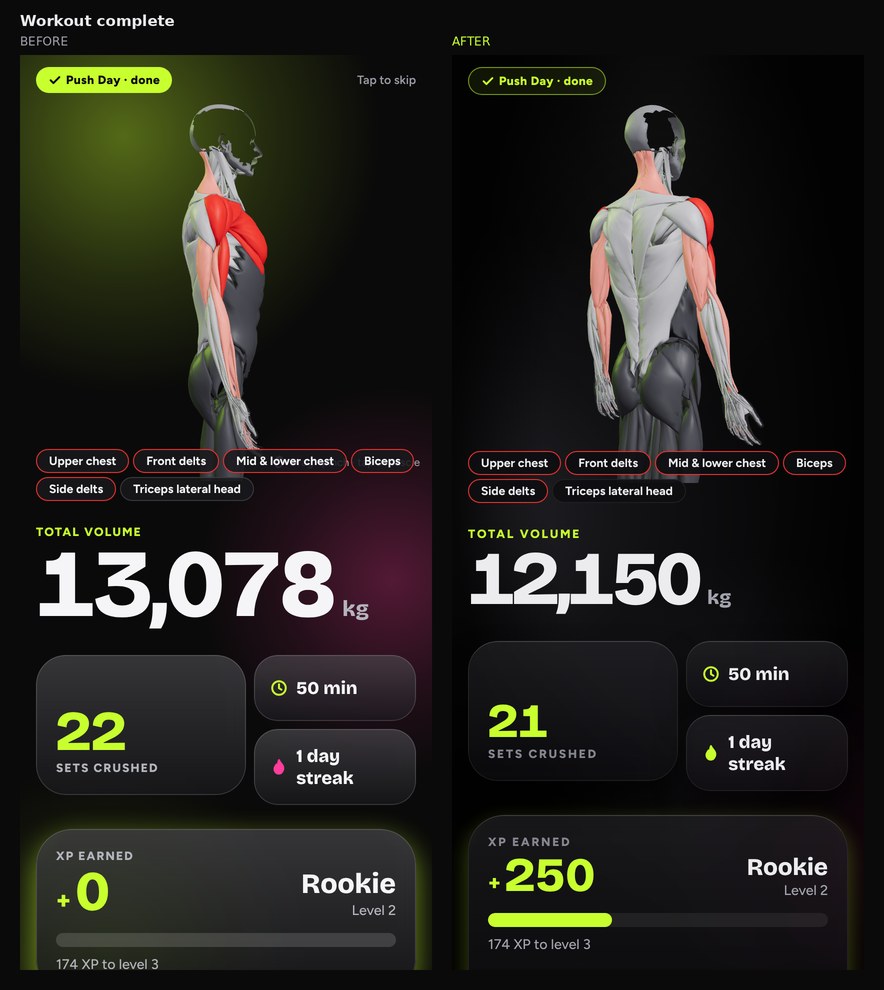 Workout complete
BEFORE
Push Day · done
Tap to skip
Upper chest
Front delts
Mid & lower chest
Biceps
Side delts
Triceps lateral head
TOTAL VOLUME
13,078 kg
22
SETS CRUSHED
50 min
1 day
streak
XP EARNED
+0
Rookie
Level 2
174 XP to level 3
AFTER
Push Day · done
Upper chest
Front delts
Mid & lower chest
Biceps
Side delts
Triceps lateral head
TOTAL VOLUME
12,150 kg
21
SETS CRUSHED
50 min
1 day
streak
XP EARNED
+250
Rookie
Level 2
174 XP to level 3